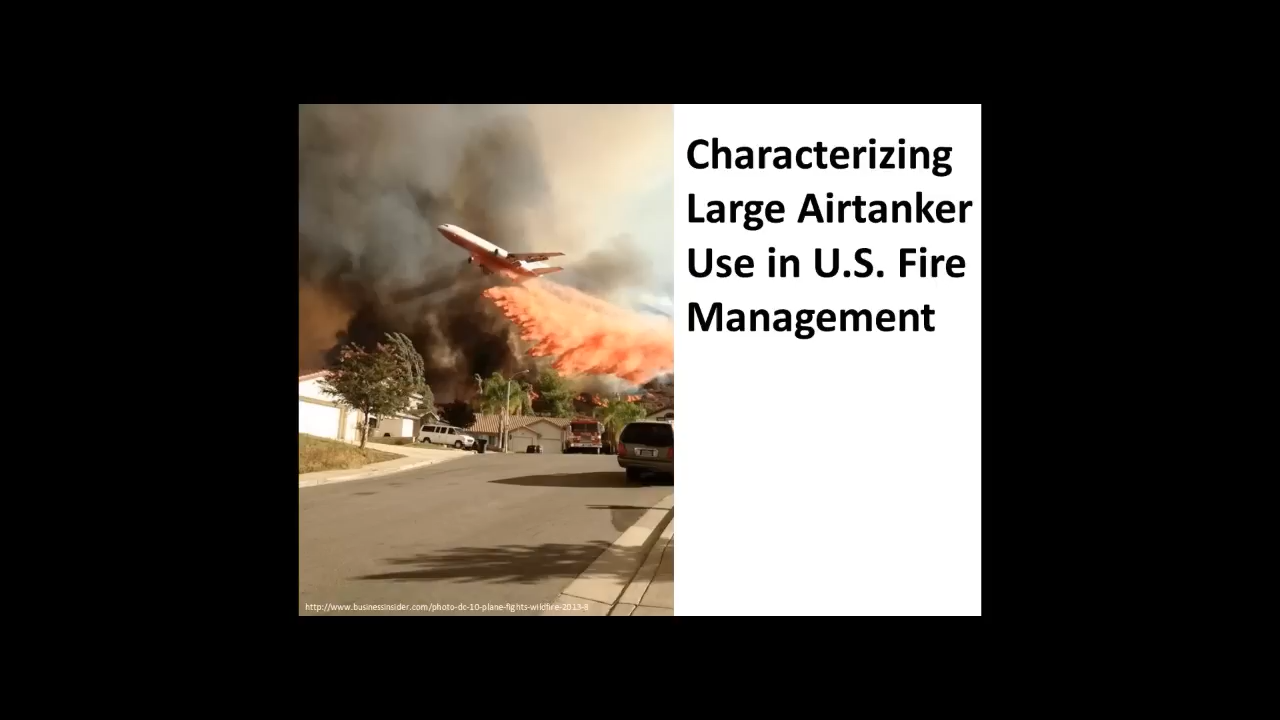 Characterizing
Large Airtanker
Use in U.S. Fire
Management
http://www.businessinsider.com/photo-dc-10-plane-fights-wildfire-2013-8